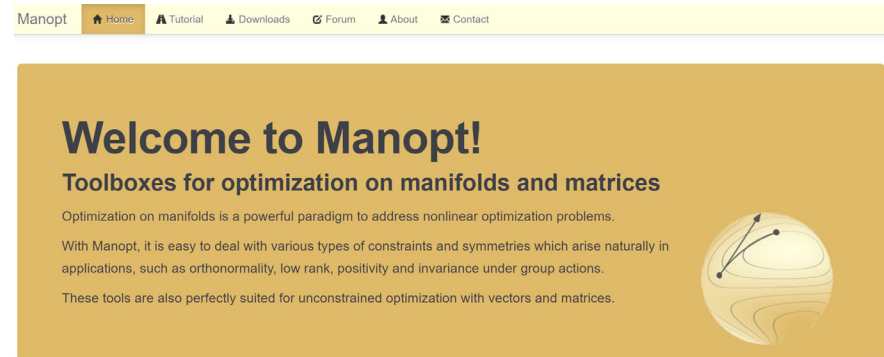 Manopt Home Tutorial Downloads Forum About Contact
Welcome to Manopt!
Toolboxes for optimization on manifolds and matrices
Optimization on manifolds is a powerful paradigm to address nonlinear optimization problems.
With Manopt, it is easy to deal with various types of constraints and symmetries which arise naturally in
applications, such as orthonormality, low rank, positivity and invariance under group actions.
These tools are also perfectly suited for unconstrained optimization with vectors and matrices.